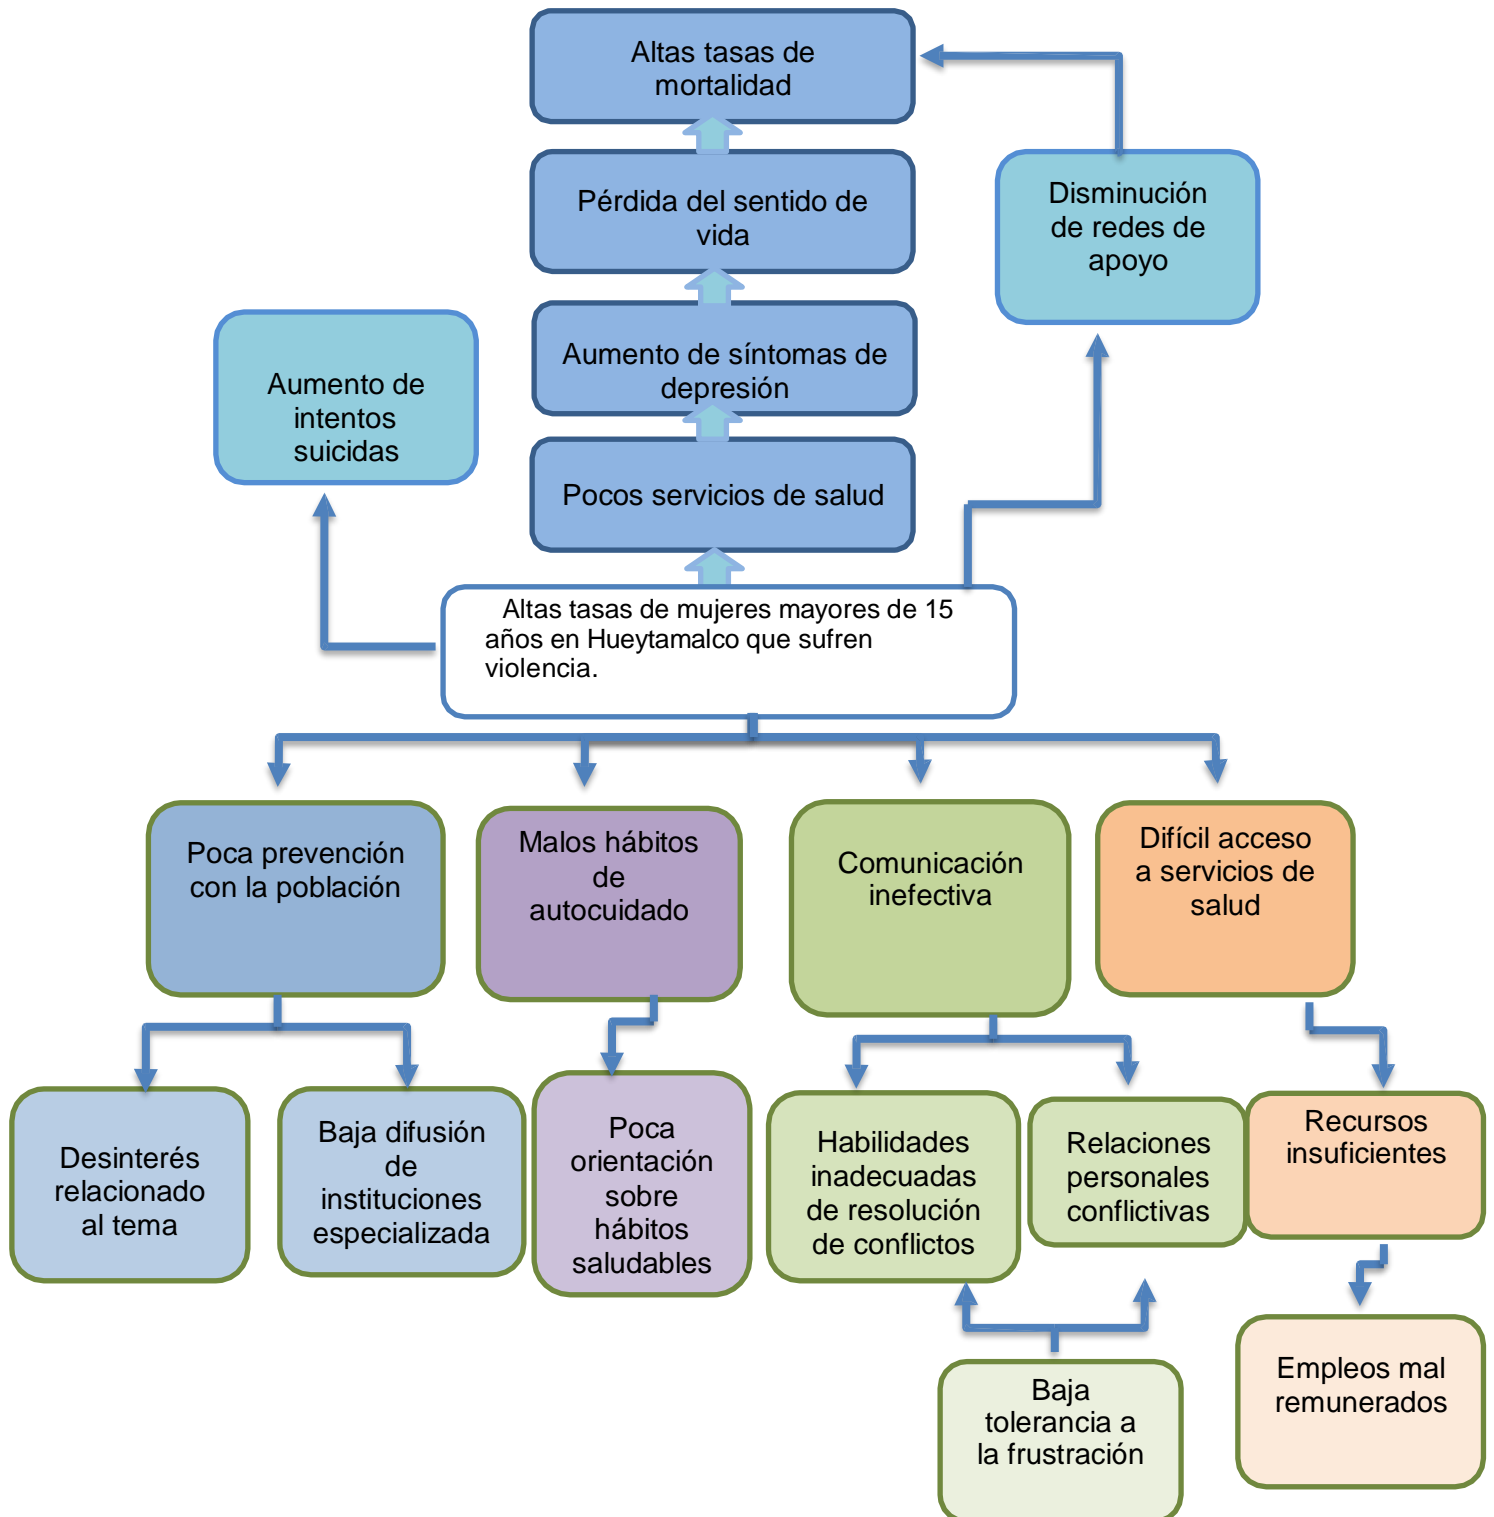 Altas tasas de
mortalidad
Pérdida del sentido de
vida
Disminución
de redes de
apoyo
Aumento de síntomas de
depresión
Aumento de
intentos
suicidas
Pocos servicios de salud
Altas tasas de mujeres mayores de 15
años en Hueytamalco que sufren
violencia.
Poca prevención
con la población
Malos hábitos
de
autocuidado
Comunicación
inefectiva
Difícil acceso
a servicios de
salud
Desinterés
relacionado
al tema
Baja difusión
de
instituciones
especializada
Poca
orientación
sobre
hábitos
saludables
Habilidades
inadecuadas
de resolución
de conflictos
Relaciones
personales
conflictivas
Recursos
insuficientes
Baja
tolerancia a
la frustración
Empleos mal
remunerados